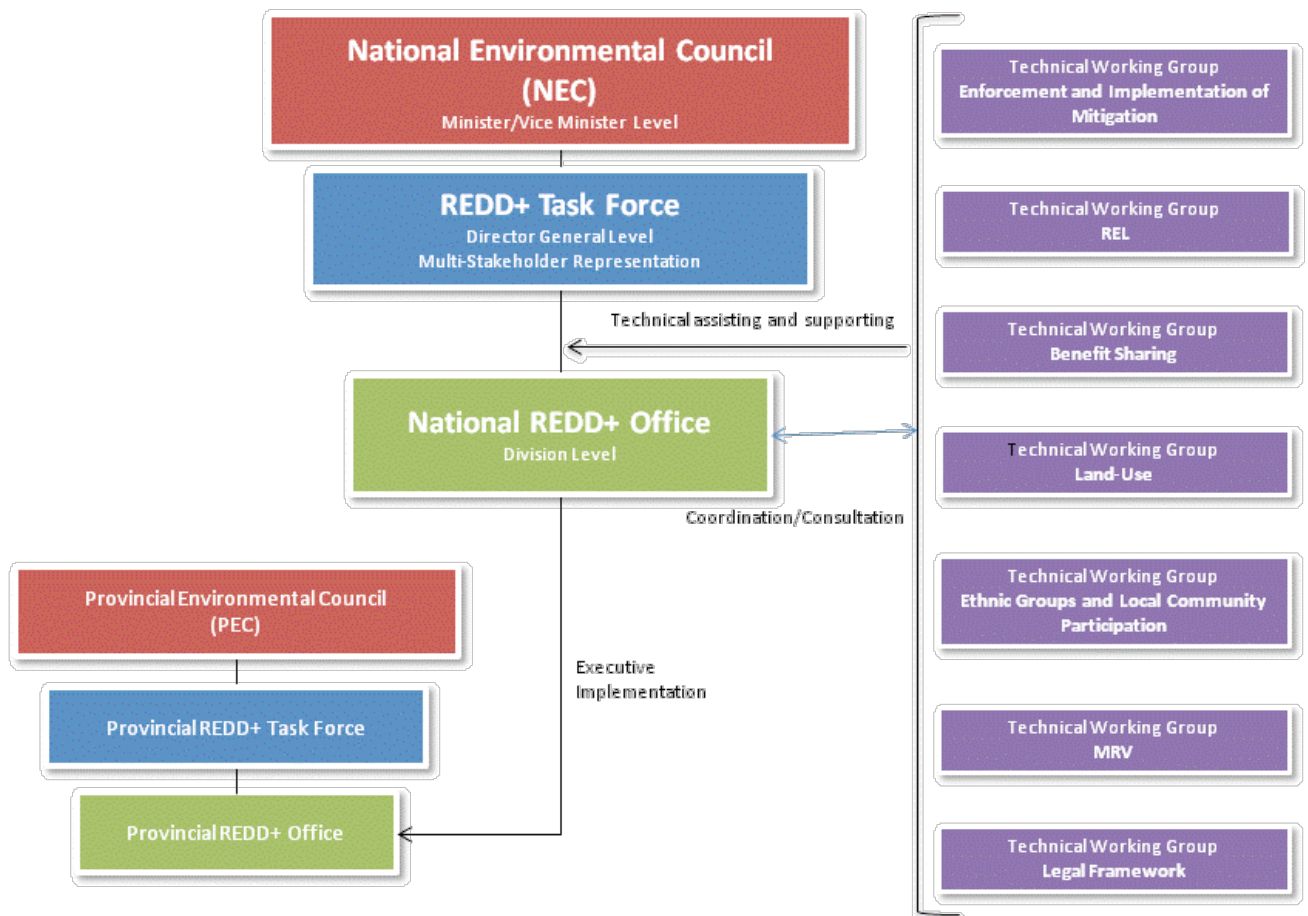 National Environmental Council
(NEC)
Minister/Vice Minister Level
REDD+ Task Force
Director General Level
Multi-Stakeholder Representation
Technical assisting and supporting
National REDD+ Office
Division Level
Coordination/Consultation
Provincial Environmental Council
(PEC)
Provincial REDD+ Task Force
Provincial REDD+ Office
Executive
Implementation
Technical Working Group
Enforcement and Implementation of
Mitigation
Technical Working Group
REL
Technical Working Group
Benefit Sharing
Technical Working Group
Land-Use
Technical Working Group
Ethnic Groups and Local Community
Participation
Technical Working Group
MRV
Technical Working Group
Legal Framework